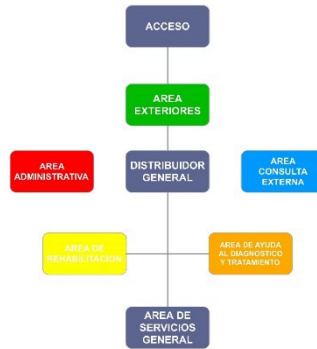 ACCESO
AREA
EXTERIORES
AREA
ADMINISTRATIVA
DISTRIBUIDOR
GENERAL
AREA
CONSULTA
EXTERNA
AREA DE
REHABILITACION
AREA DE AYUDA
AL DIAGNOSTICO
Y TRATAMIENTO
AREA DE
SERVICIOS
GENERAL